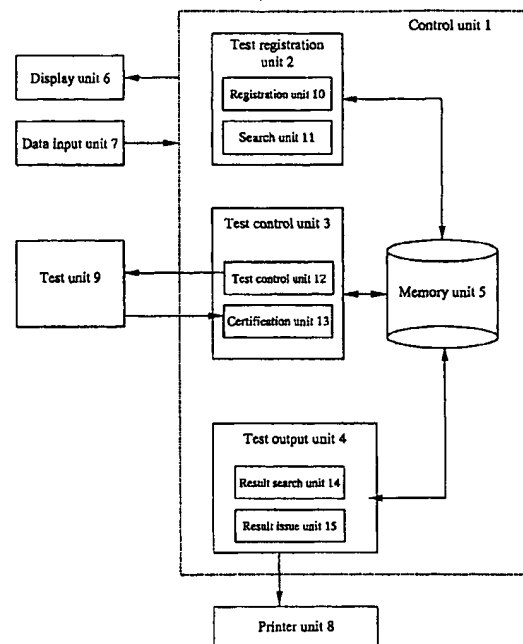 Control unit 1
Test registration
unit 2
Registration unit 10
Search unit 11
Display unit 6
Data input unit 7
Test control unit 3
Test control unit 12
Certification unit 13
Test unit 9
Memory unit 5
Test output unit 4
Result search unit 14
Result issue unit 15
Printer unit 8